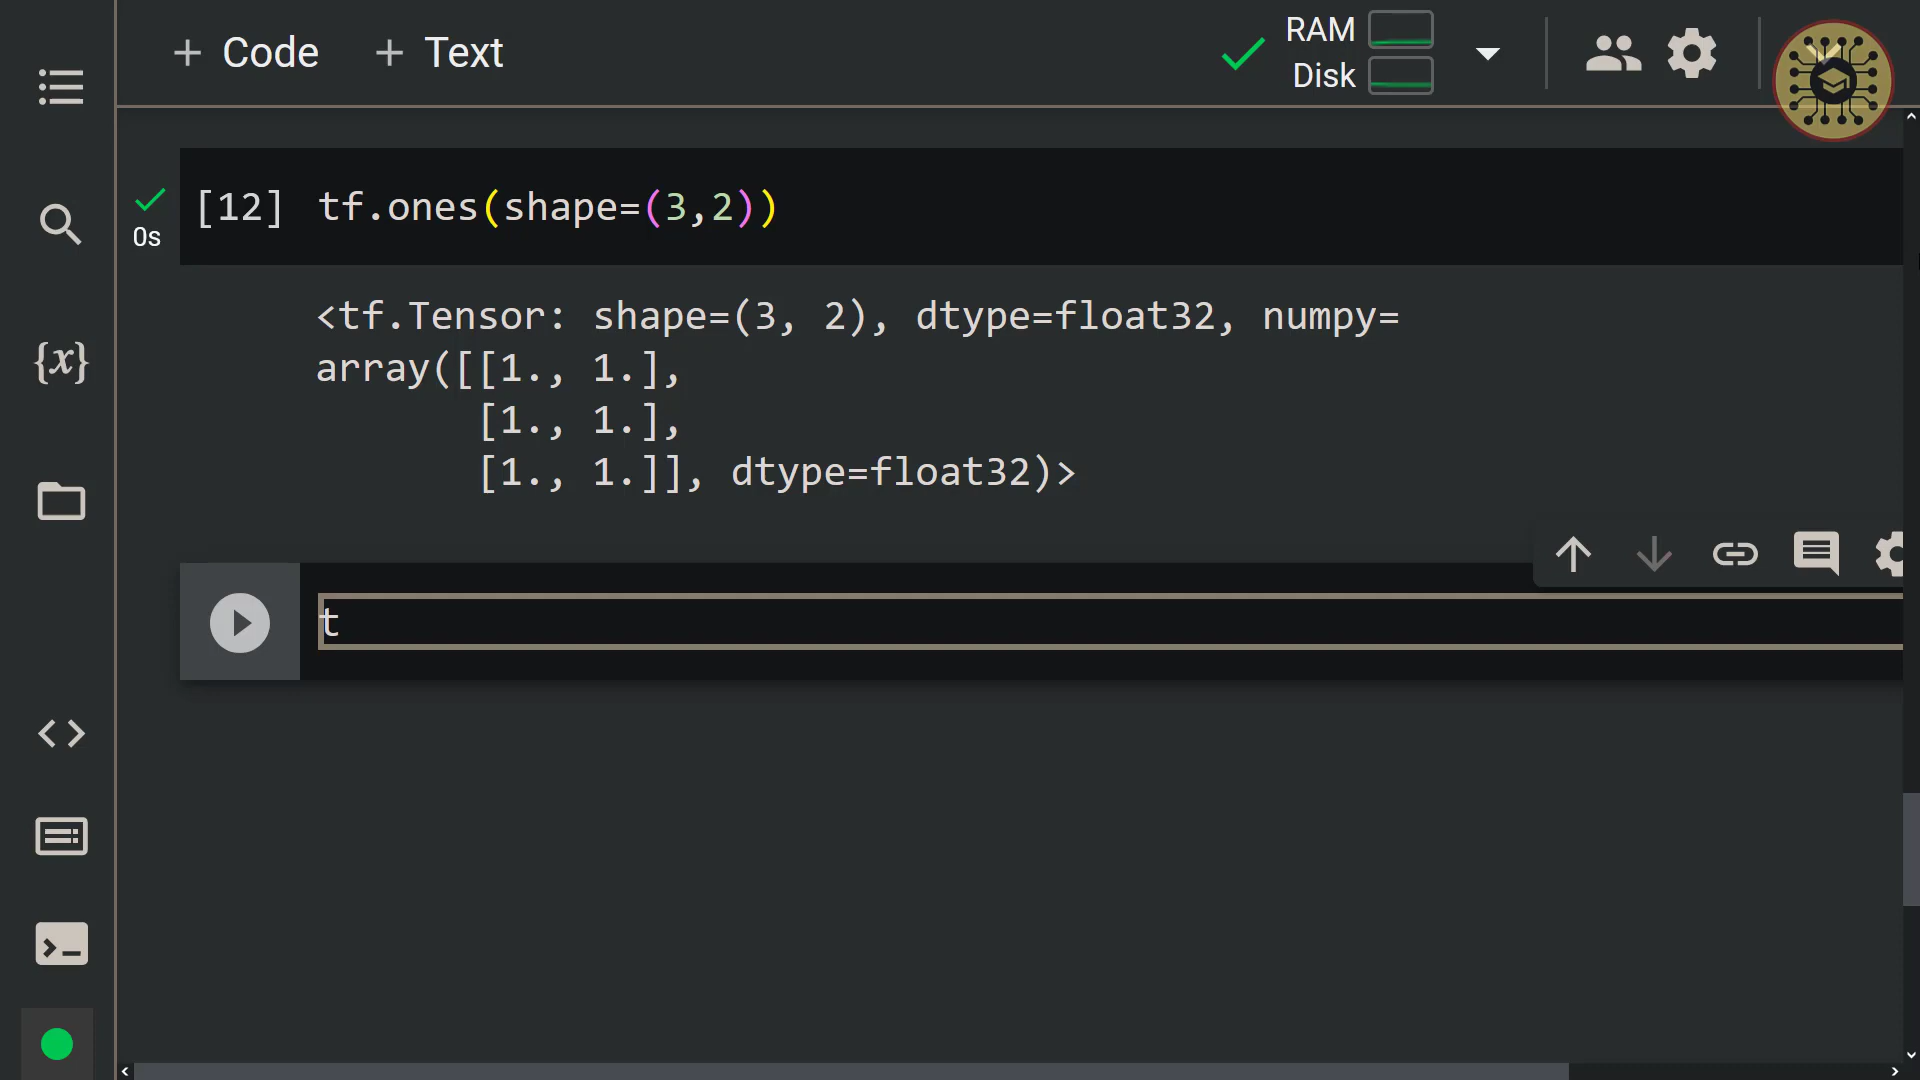 + Code + Text
RAM
Disk
[12] tf.ones(shape=(3,2))
0s
<tf.Tensor: shape=(3, 2), dtype=float32, numpy=
array([[1., 1.],
[1., 1.],
[1., 1.]], dtype=float32)>
t
{x}